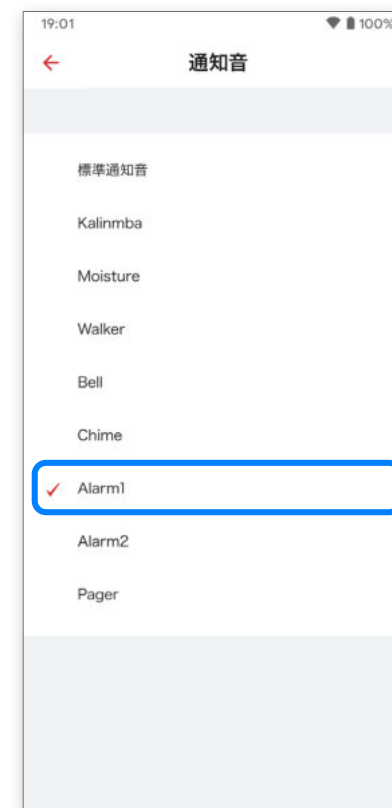 19:01 100%
通知音
標準通知音
Kalinmba
Moisture
Walker
Bell
Chime
Alarm1
Alarm2
Pager